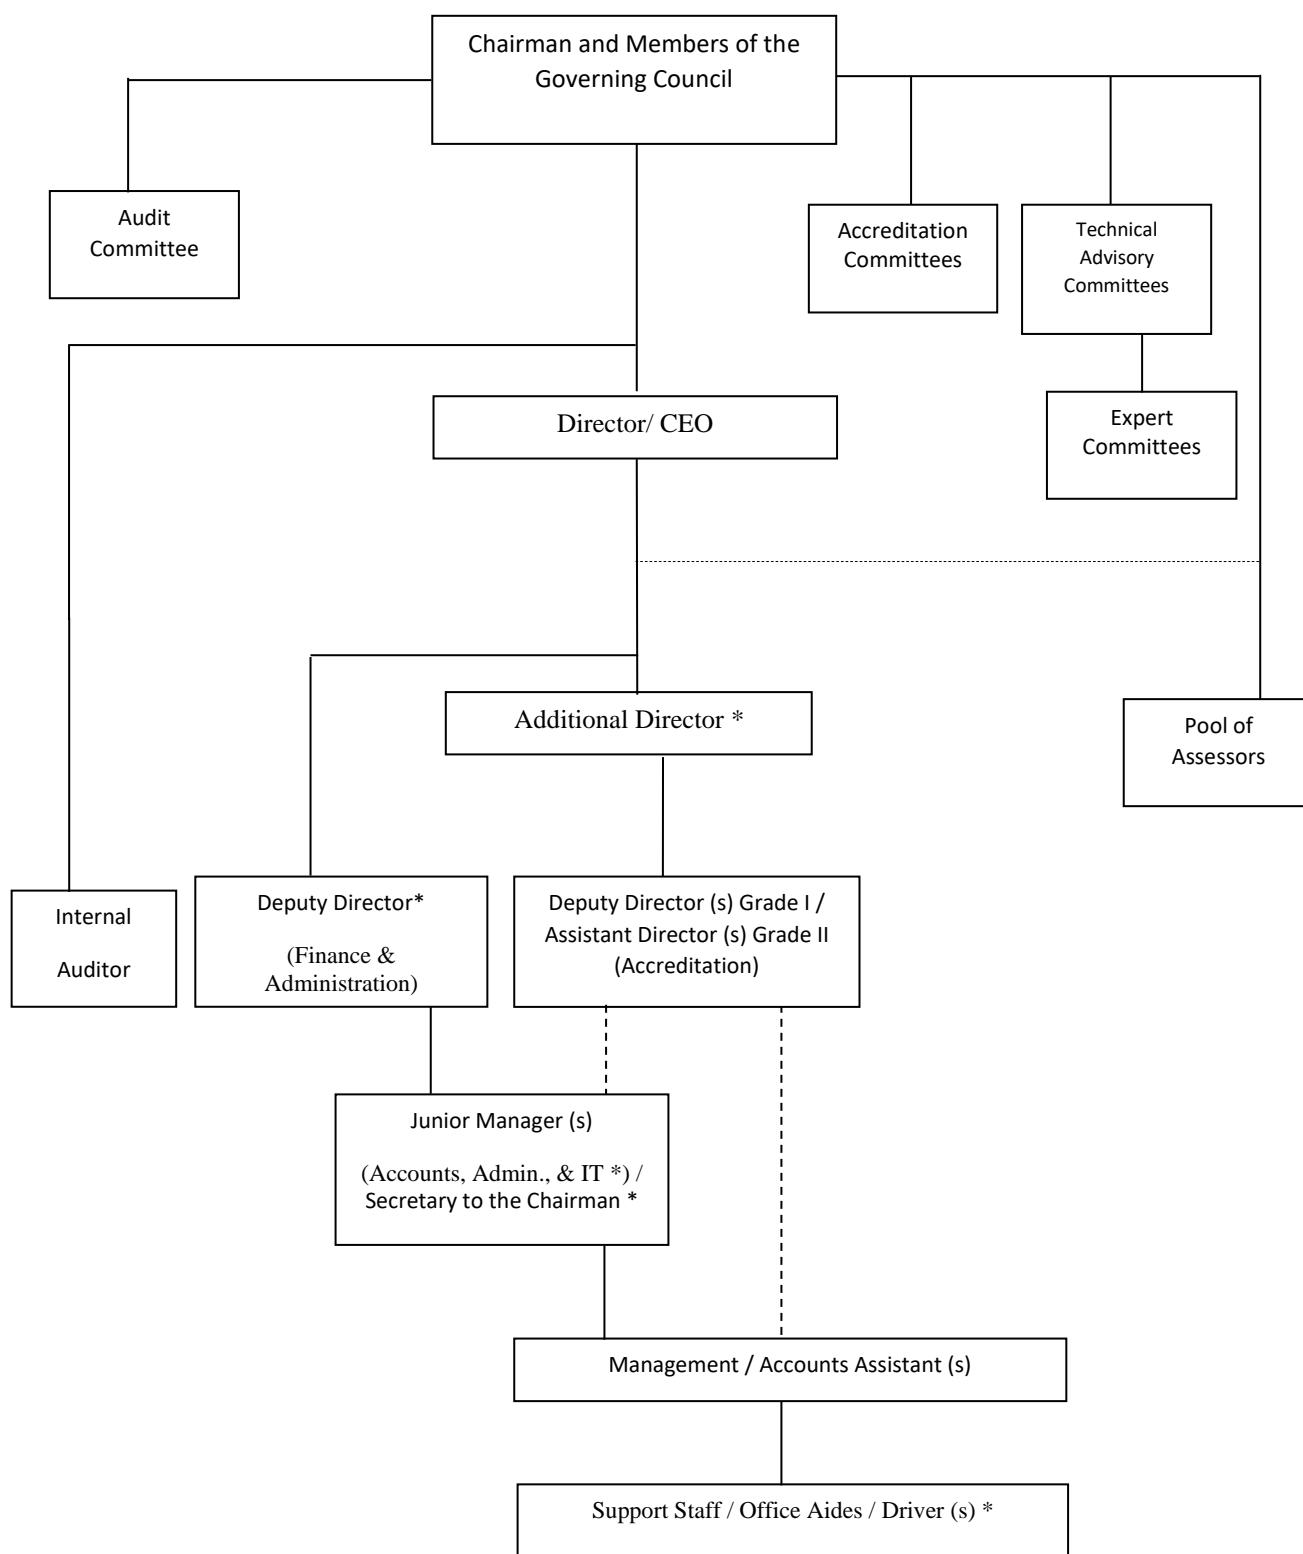 Chairman and Members of the
Governing Council
Audit
Committee
Accreditation
Committees
Technical
Advisory
Committees
Director/ CEO
Expert
Committees
Additional Director *
Pool of
Assessors
Internal
Auditor
Deputy Director*
(Finance &
Administration)
Deputy Director (s) Grade I /
Assistant Director (s) Grade II
(Accreditation)
Junior Manager (s)
(Accounts, Admin., & IT *) /
Secretary to the Chairman *
Management / Accounts Assistant (s)
Support Staff / Office Aides / Driver (s) *